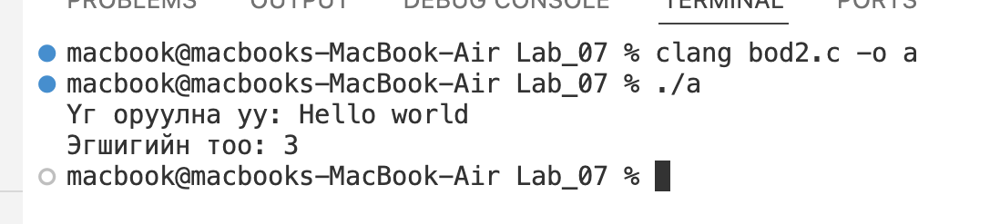 PROBLEMS OUTPUT DEBUG CONSOLE TERMINAL PORTS
macbook@macbooks-MacBook-Air Lab_07 % clang bod2.c -o a
macbook@macbooks-MacBook-Air Lab_07 % ./a
Үг оруулна уу: Hello world
Эгшигийн тоо: 3
macbook@macbooks-MacBook-Air Lab_07 %